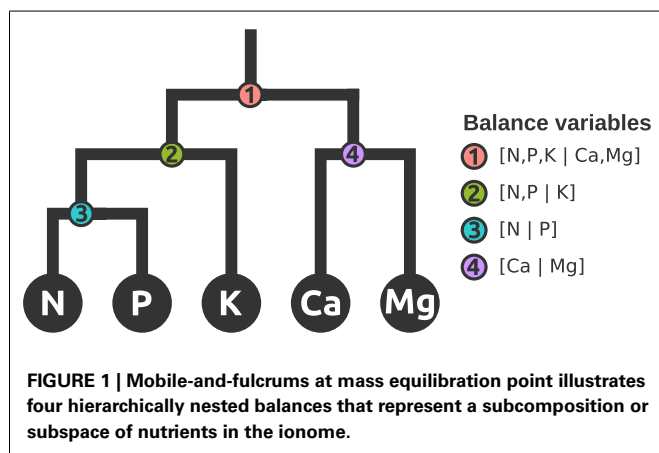 1
2
4
3
N P K Ca Mg
Balance variables
1 [N,P,K | Ca,Mg]
2 [N,P | K]
3 [N | P]
4 [Ca | Mg]
FIGURE 1 | Mobile-and-fulcrums at mass equilibration point illustrates
four hierarchically nested balances that represent a subcomposition or
subspace of nutrients in the ionome.